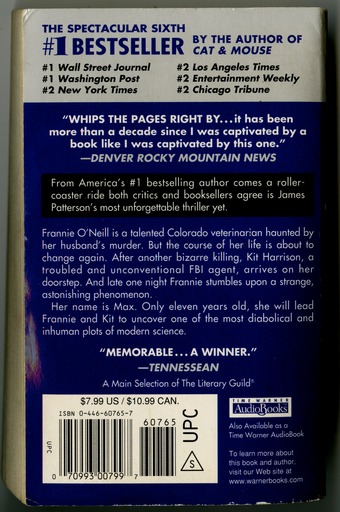 THE SPECTACULAR SIXTH
#1 BESTSELLER
BY THE AUTHOR OF
CAT & MOUSE
#1 Wall Street Journal
#1 Washington Post
#2 New York Times
#2 Los Angeles Times
#2 Entertainment Weekly
#2 Chicago Tribune
“WHIPS THE PAGES RIGHT BY...it has been
more than a decade since I was captivated by a
book like I was captivated by this one.”
—DENVER ROCKY MOUNTAIN NEWS
From America's #1 bestselling author comes a roller-
coaster ride both critics and booksellers agree is James
Patterson's most unforgettable thriller yet.
Frannie O'Neill is a talented Colorado veterinarian haunted by
her husband's murder. But the course of her life is about to
change again. After another bizarre killing, Kit Harrison, a
troubled and unconventional FBI agent, arrives on her
doorstep. And late one night Frannie stumbles upon a strange,
astonishing phenomenon.
Her name is Max. Only eleven years old, she will lead
Frannie and Kit to uncover one of the most diabolical and
inhuman plots of modern science.
“MEMORABLE...A WINNER.”
—TENNESSEAN
A Main Selection of The Literary Guild®
$7.99 US / $10.99 CAN.
ISBN 0-446-60765-7
60765
UPC
UPC
S
0 70993 00799 7
TIME WARNER
AudioBooks
Also Available as a
Time Warner AudioBook
To learn more about
this book and author,
visit our Web site at
www.warnerbooks.com